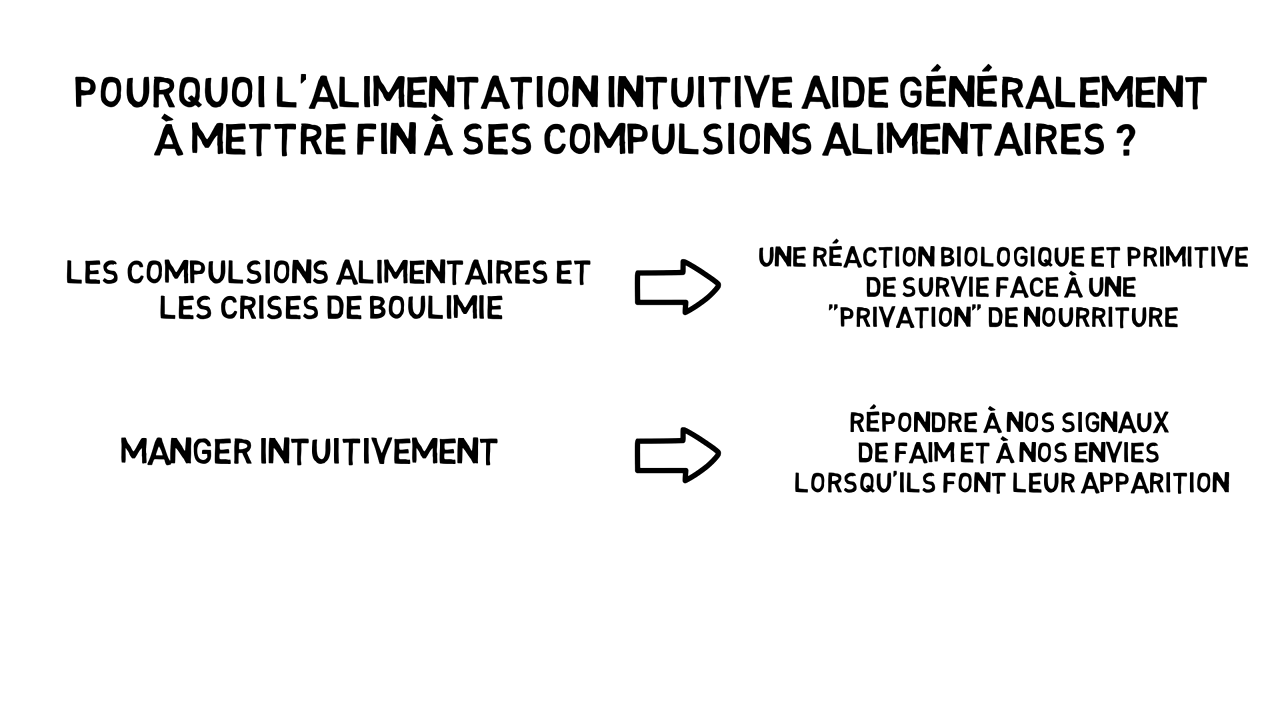 POURQUOI L'ALIMENTATION INTUITIVE AIDE GÉNÉRALEMENT
À METTRE FIN À SES COMPULSIONS ALIMENTAIRES ?
LES COMPULSIONS ALIMENTAIRES ET
LES CRISES DE BOULIMIE
UNE RÉACTION BIOLOGIQUE ET PRIMITIVE
DE SURVIE FACE À UNE
"PRIVATION" DE NOURRITURE
MANGER INTUITIVEMENT
RÉPONDRE À NOS SIGNAUX
DE FAIM ET À NOS ENVIES
LORSQU'ILS FONT LEUR APPARITION